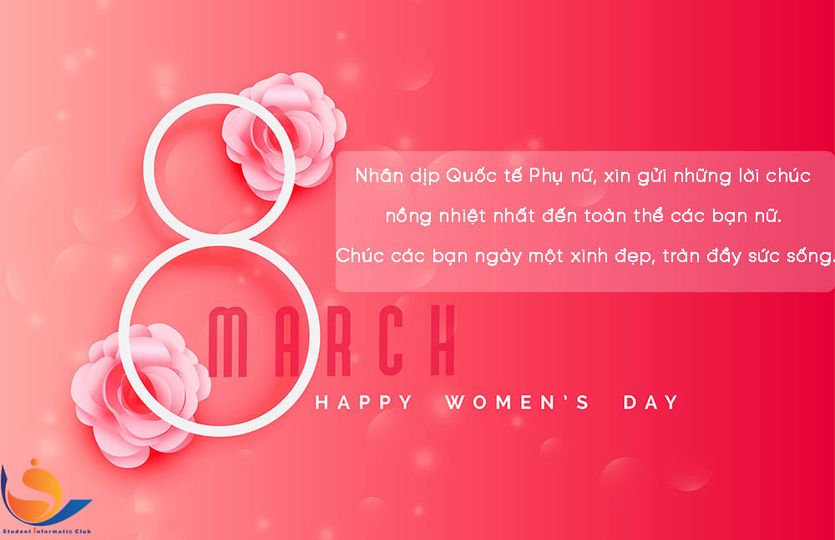 8
Nhân dịp Quốc tế Phụ nữ, xin gửi những lời chúc
nồng nhiệt nhất đến toàn thể các bạn nữ.
Chúc các bạn ngày một xinh đẹp, tràn đầy sức sống.
MARCH
HAPPY WOMEN'S DAY
Student Informatic Club